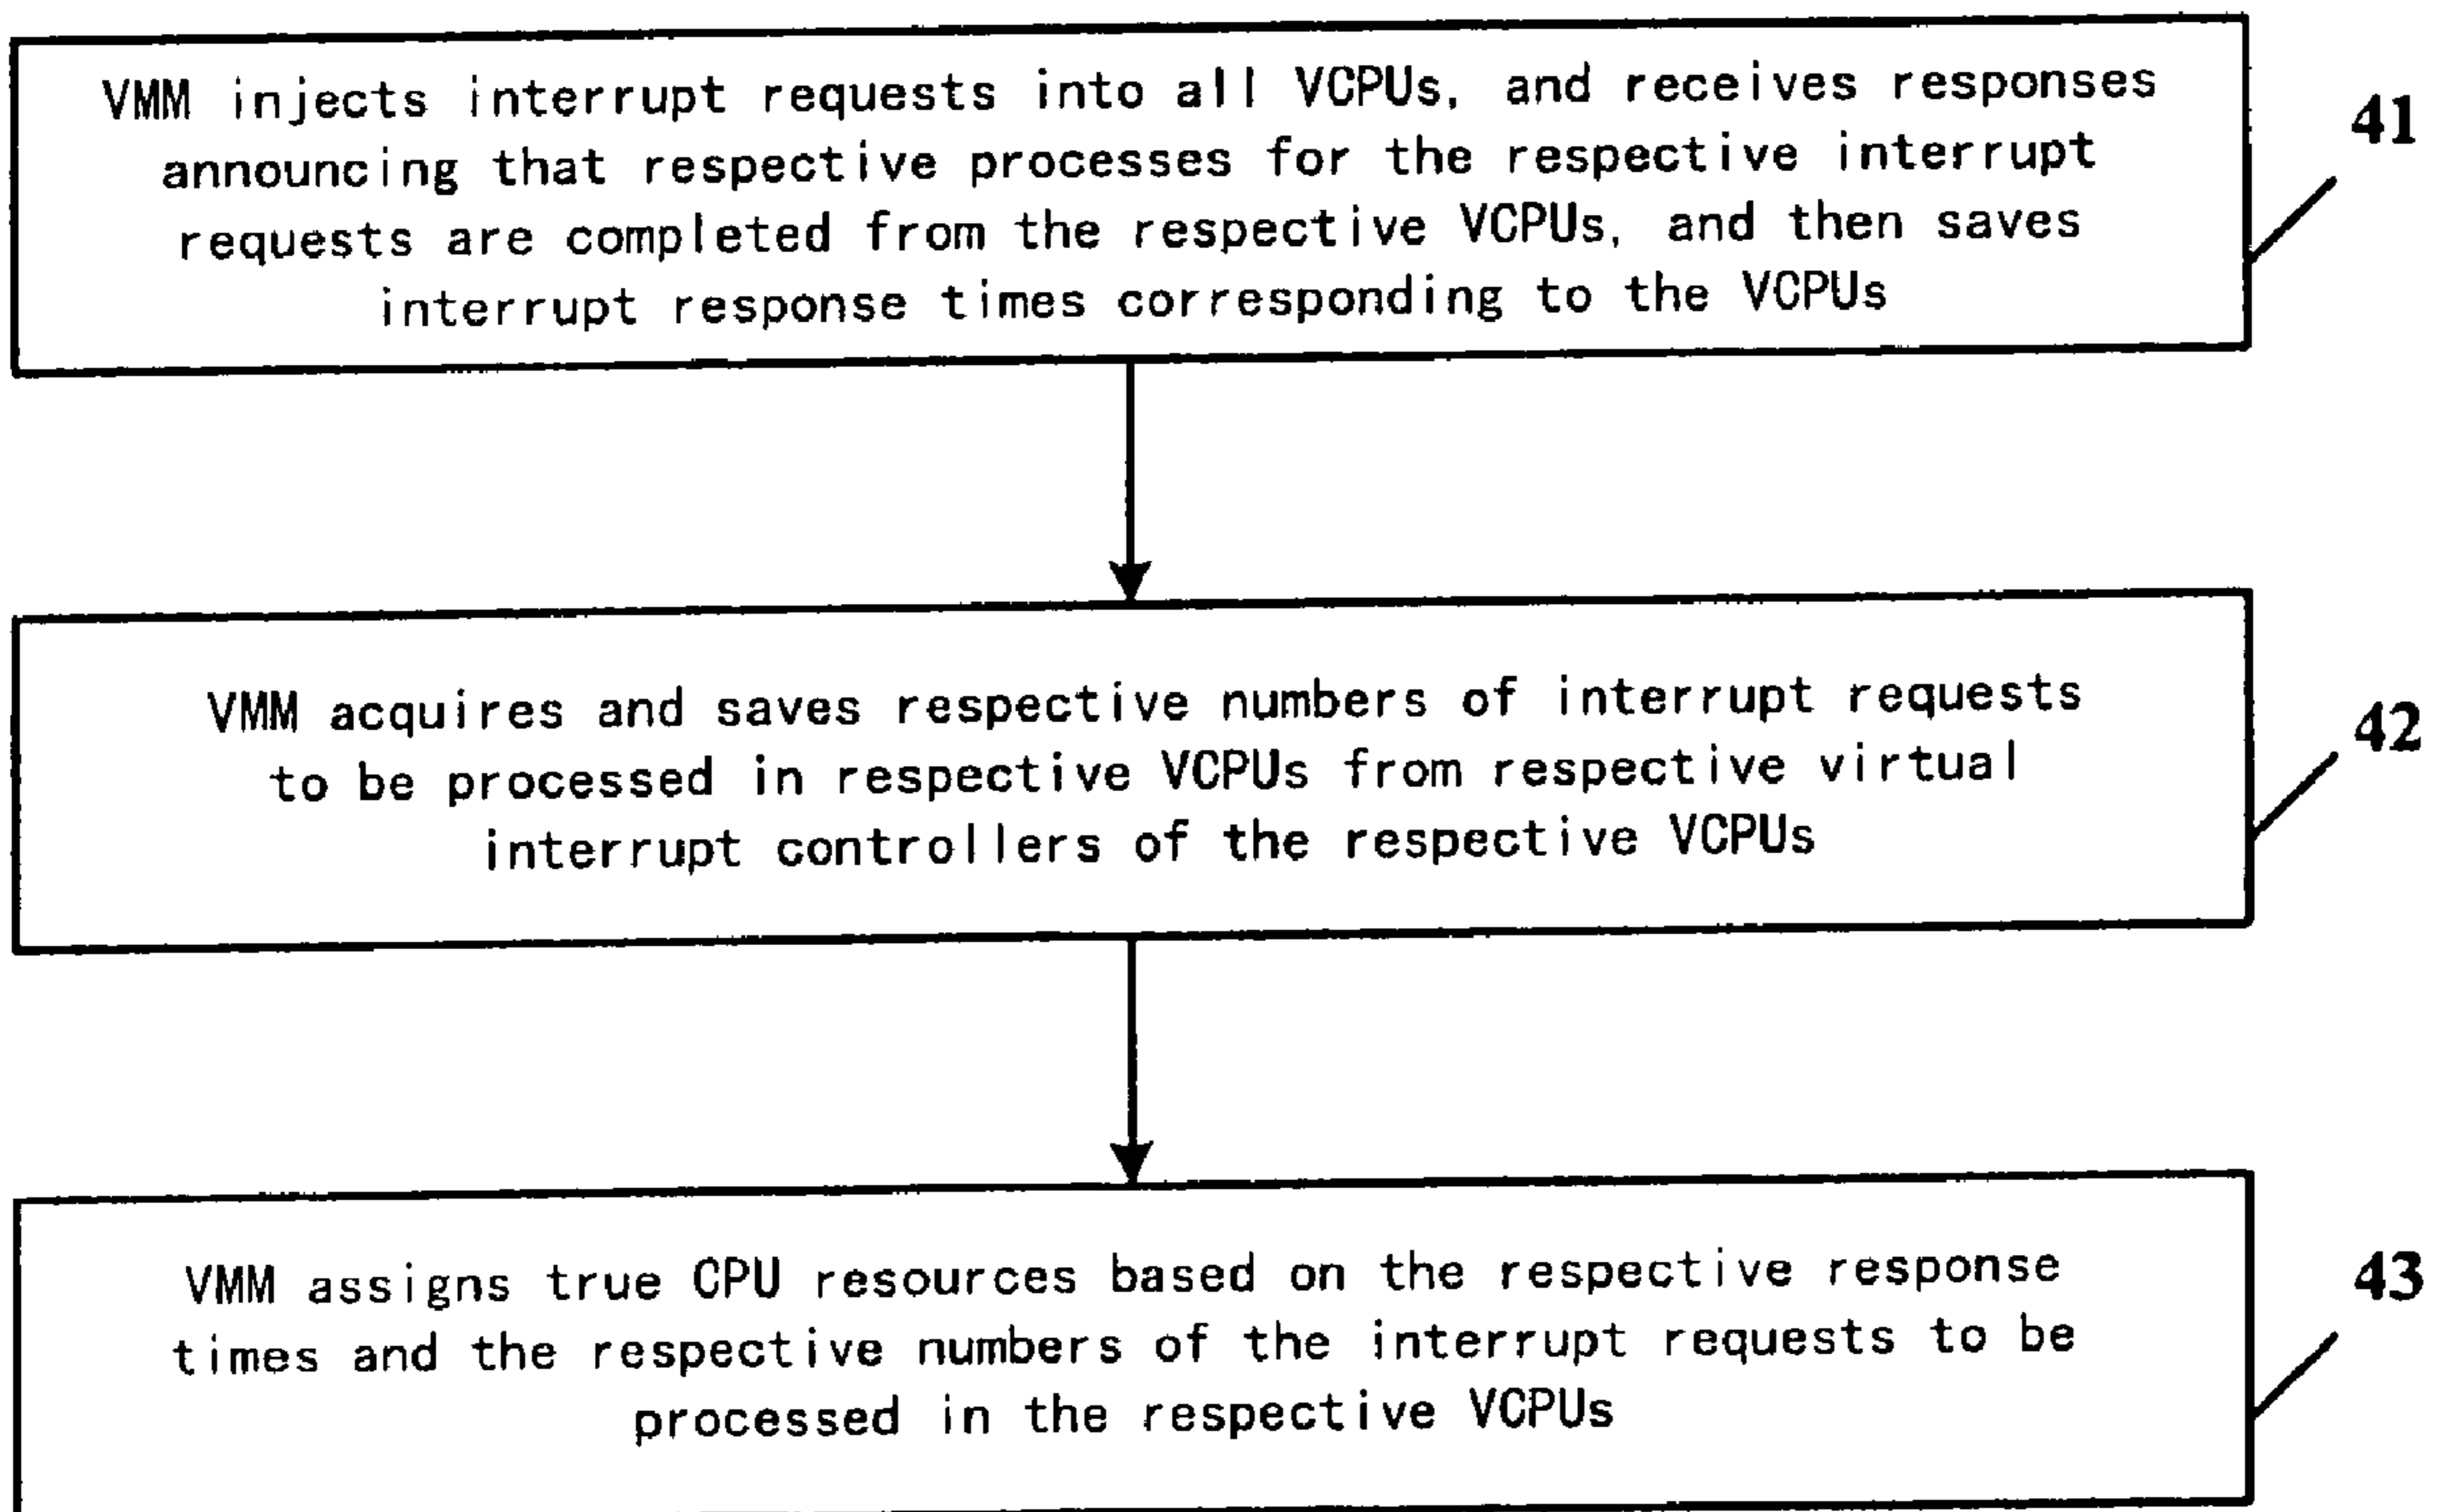 VMM injects interrupt requests into all VCPUs, and receives responses
announcing that respective processes for the respective interrupt
requests are completed from the respective VCPUs, and then saves
interrupt response times corresponding to the VCPUs
41
VMM acquires and saves respective numbers of interrupt requests
to be processed in respective VCPUs from respective virtual
interrupt controllers of the respective VCPUs
42
VMM assigns true CPU resources based on the respective response
times and the respective numbers of the interrupt requests to be
processed in the respective VCPUs
43